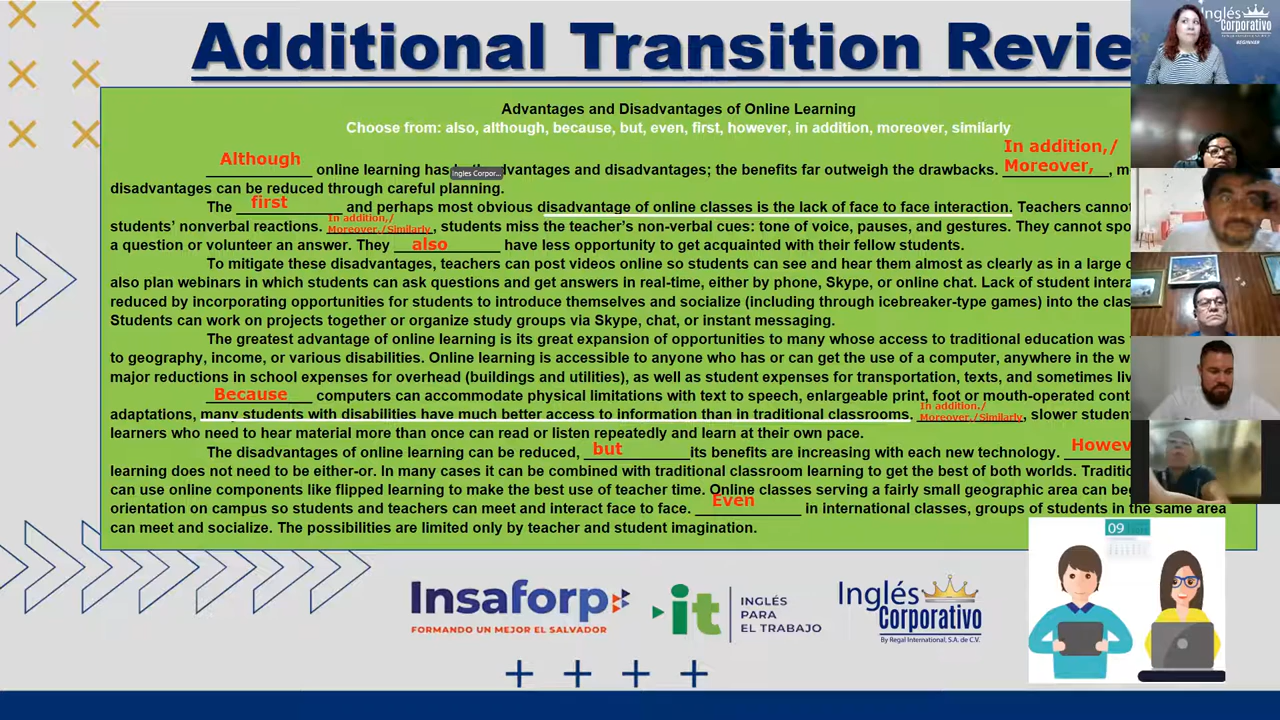 Additional Transition Revie
Advantages and Disadvantages of Online Learning
Choose from: also, although, because, but, even, first, however, in addition, moreover, similarly
Although online learning has dvantages and disadvantages; the benefits far outweigh the drawbacks. In addition,/ Moreover, , m
disadvantages can be reduced through careful planning.
The first and perhaps most obvious disadvantage of online classes is the lack of face to face interaction. Teachers cannot
students' nonverbal reactions. In addition,/ Moreover,/Similarly , students miss the teacher's non-verbal cues: tone of voice, pauses, and gestures. They cannot spo
a question or volunteer an answer. They also have less opportunity to get acquainted with their fellow students.
To mitigate these disadvantages, teachers can post videos online so students can see and hear them almost as clearly as in a large c
also plan webinars in which students can ask questions and get answers in real-time, either by phone, Skype, or online chat. Lack of student intera
reduced by incorporating opportunities for students to introduce themselves and socialize (including through icebreaker-type games) into the clas
Students can work on projects together or organize study groups via Skype, chat, or instant messaging.
The greatest advantage of online learning is its great expansion of opportunities to many whose access to traditional education was
to geography, income, or various disabilities. Online learning is accessible to anyone who has or can get the use of a computer, anywhere in the w
major reductions in school expenses for overhead (buildings and utilities), as well as student expenses for transportation, texts, and sometimes liv
Because computers can accommodate physical limitations with text to speech, enlargeable print, foot or mouth-operated cont
adaptations, many students with disabilities have much better access to information than in traditional classrooms. In addition,/ Moreover,/Similarly , slower studen
learners who need to hear material more than once can read or listen repeatedly and learn at their own pace.
The disadvantages of online learning can be reduced, but its benefits are increasing with each new technology. Howev
learning does not need to be either-or. In many cases it can be combined with traditional classroom learning to get the best of both worlds. Traditio
can use online components like flipped learning to make the best use of teacher time. Online classes serving a fairly small geographic area can beg
orientation on campus so students and teachers can meet and interact face to face. Even in international classes, groups of students in the same area
can meet and socialize. The possibilities are limited only by teacher and student imagination.
Ingles Corpor...
Inglés
Corporativo
BEGINNER
09
Insaforp
FORMANDO UN MEJOR EL SALVADOR
it
INGLÉS
PARA
EL TRABAJO
Inglés
Corporativo
By Regal International, S.A. de C.V.